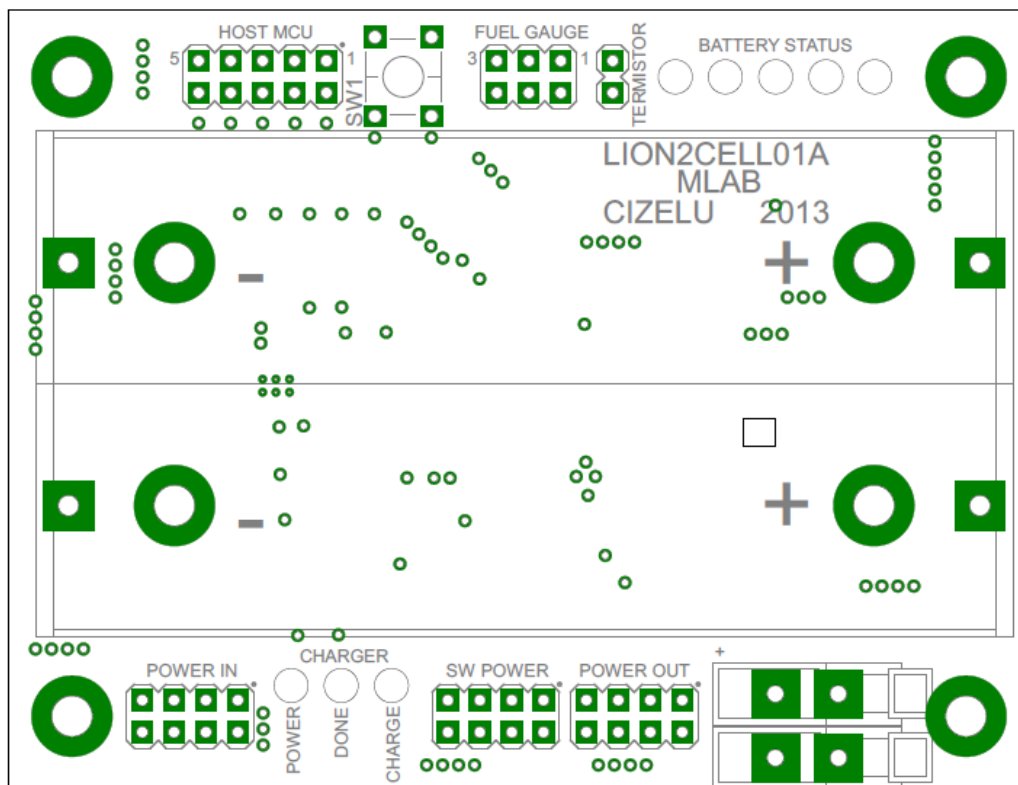 HOST MCU
5
1
SW1
FUEL GAUGE
3
1
TERMISTOR
BATTERY STATUS
LION2CELL01A
MLAB
CIZELU 2013
- +
- +
POWER IN
CHARGER
POWER
DONE
CHARGE
SW POWER
POWER OUT
+